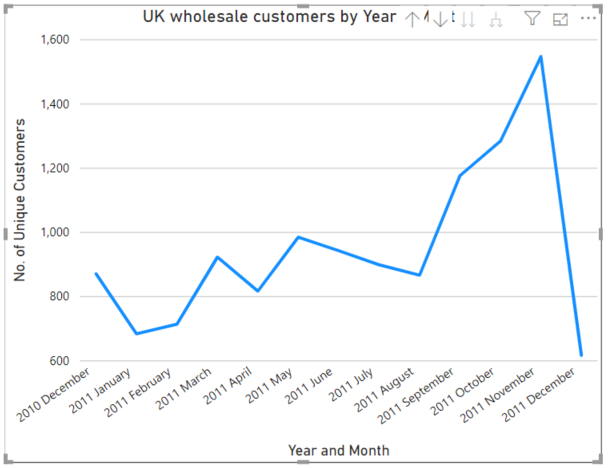 UK wholesale customers by Year
1,600
1,400
1,200
1,000
800
600
No. of Unique Customers
2010 December
2011 January
2011 February
2011 March
2011 April
2011 May
2011 June
2011 July
2011 August
2011 September
2011 October
2011 November
2011 December
Year and Month